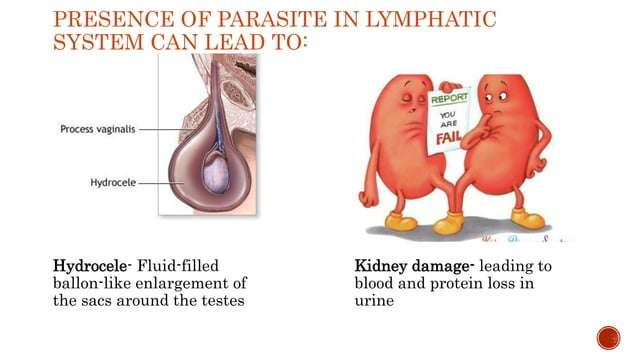 PRESENCE OF PARASITE IN LYMPHATIC
SYSTEM CAN LEAD TO:
Process vaginalis
Hydrocele
REPORT
YOU
ARE
FAIL
Hydrocele- Fluid-filled
ballon-like enlargement of
the sacs around the testes
Kidney damage- leading to
blood and protein loss in
urine